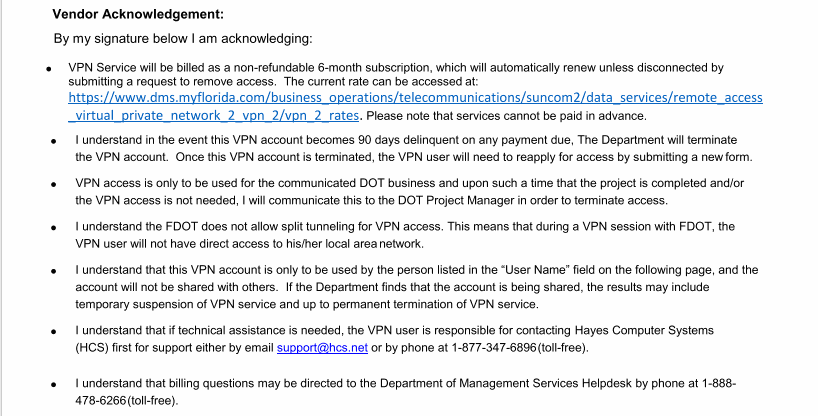 Vendor Acknowledgement:
By my signature below I am acknowledging:
● VPN Service will be billed as a non-refundable 6-month subscription, which will automatically renew unless disconnected by
submitting a request to remove access. The current rate can be accessed at:
https://www.dms.myflorida.com/business_operations/telecommunications/suncom2/data_services/remote_access
_virtual_private_network_2_vpn_2/vpn_2_rates. Please note that services cannot be paid in advance.
● I understand in the event this VPN account becomes 90 days delinquent on any payment due, The Department will terminate
the VPN account. Once this VPN account is terminated, the VPN user will need to reapply for access by submitting a new form.
● VPN access is only to be used for the communicated DOT business and upon such a time that the project is completed and/or
the VPN access is not needed, I will communicate this to the DOT Project Manager in order to terminate access.
● I understand the FDOT does not allow split tunneling for VPN access. This means that during a VPN session with FDOT, the
VPN user will not have direct access to his/her local area network.
● I understand that this VPN account is only to be used by the person listed in the “User Name” field on the following page, and the
account will not be shared with others. If the Department finds that the account is being shared, the results may include
temporary suspension of VPN service and up to permanent termination of VPN service.
● I understand that if technical assistance is needed, the VPN user is responsible for contacting Hayes Computer Systems
(HCS) first for support either by email support@hcs.net or by phone at 1-877-347-6896(toll-free).
● I understand that billing questions may be directed to the Department of Management Services Helpdesk by phone at 1-888-
478-6266(toll-free).